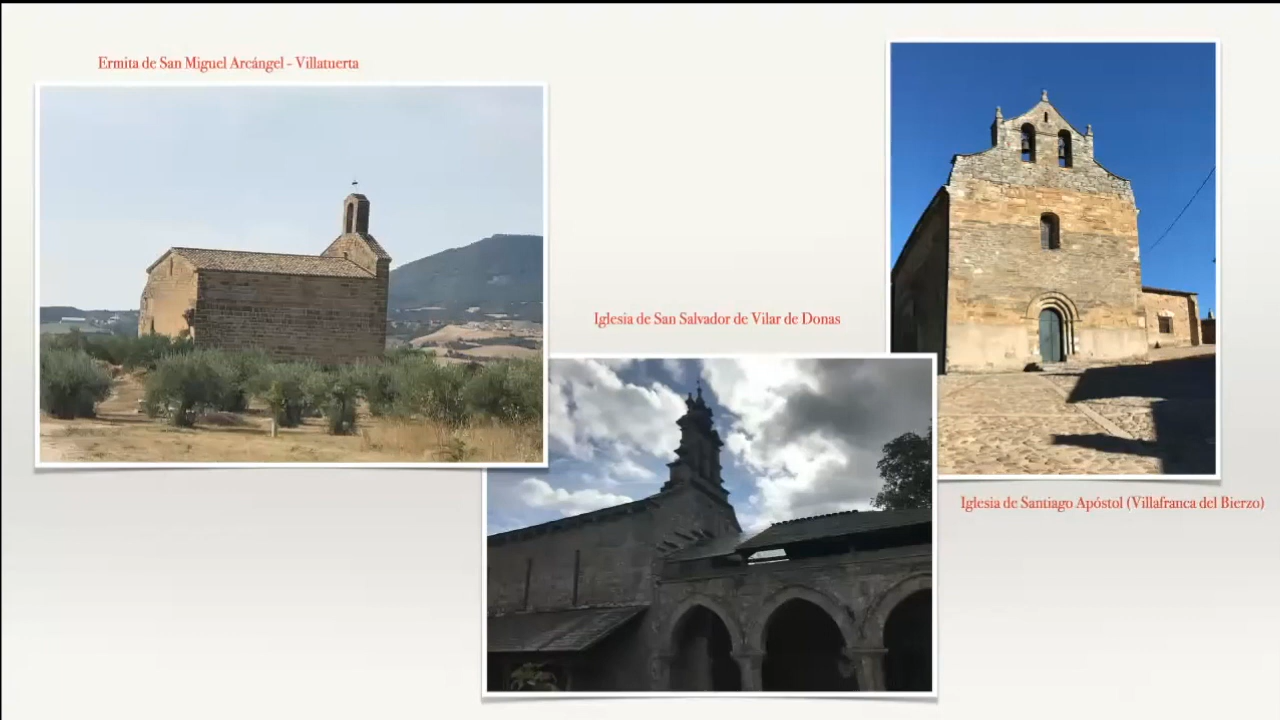 Ermita de San Miguel Arcángel - Villatuerta
Iglesia de San Salvador de Vilar de Donas
Iglesia de Santiago Apóstol (Villafranca del Bierzo)